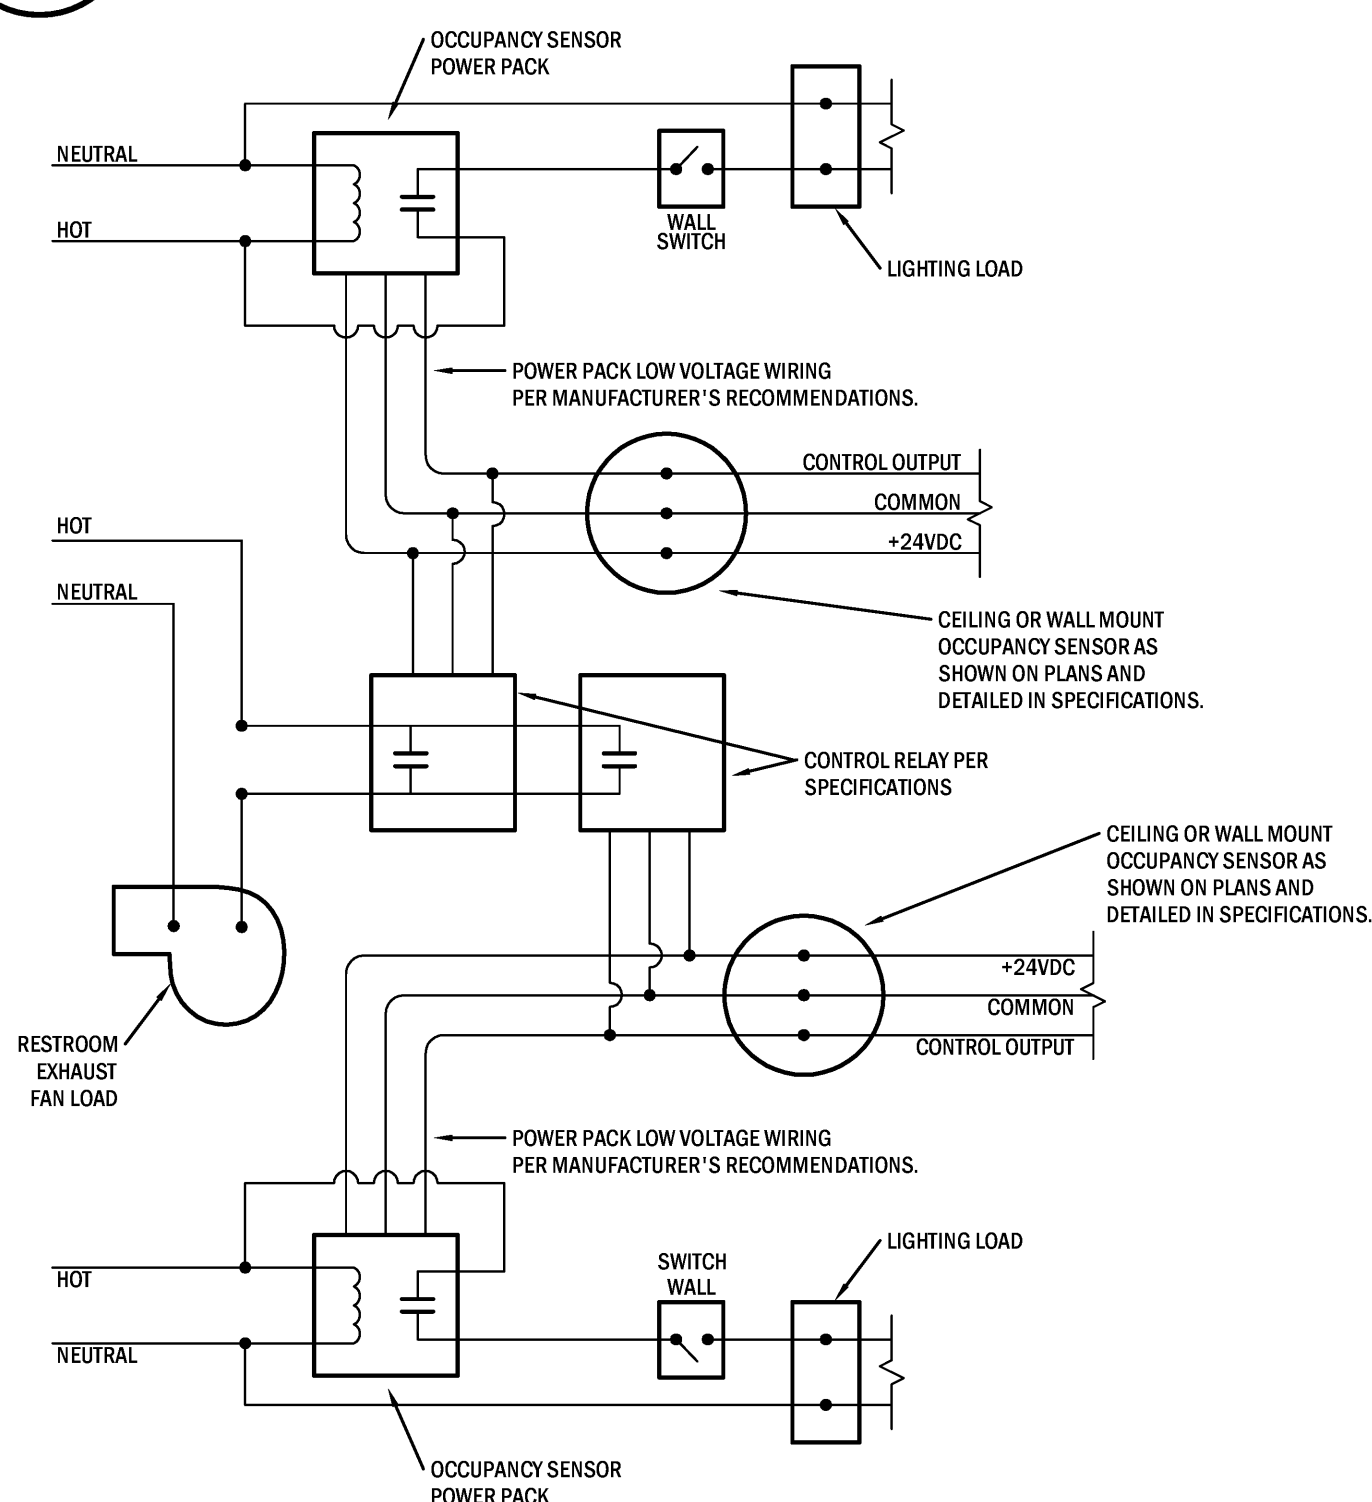 OCCUPANCY SENSOR
POWER PACK
NEUTRAL
HOT
WALL
SWITCH
LIGHTING LOAD
POWER PACK LOW VOLTAGE WIRING
PER MANUFACTURER'S RECOMMENDATIONS.
CONTROL OUTPUT
COMMON
+24VDC
HOT
NEUTRAL
CEILING OR WALL MOUNT
OCCUPANCY SENSOR AS
SHOWN ON PLANS AND
DETAILED IN SPECIFICATIONS.
CONTROL RELAY PER
SPECIFICATIONS
CEILING OR WALL MOUNT
OCCUPANCY SENSOR AS
SHOWN ON PLANS AND
DETAILED IN SPECIFICATIONS.
+24VDC
COMMON
CONTROL OUTPUT
RESTROOM
EXHAUST
FAN LOAD
POWER PACK LOW VOLTAGE WIRING
PER MANUFACTURER'S RECOMMENDATIONS.
LIGHTING LOAD
SWITCH
WALL
HOT
NEUTRAL
OCCUPANCY SENSOR
POWER PACK